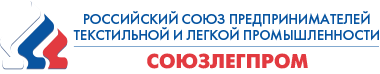 РОССИЙСКИЙ СОЮЗ ПРЕДПРИНИМАТЕЛЕЙ
ТЕКСТИЛЬНОЙ И ЛЕГКОЙ ПРОМЫШЛЕННОСТИ
СОЮЗЛЕГПРОМ